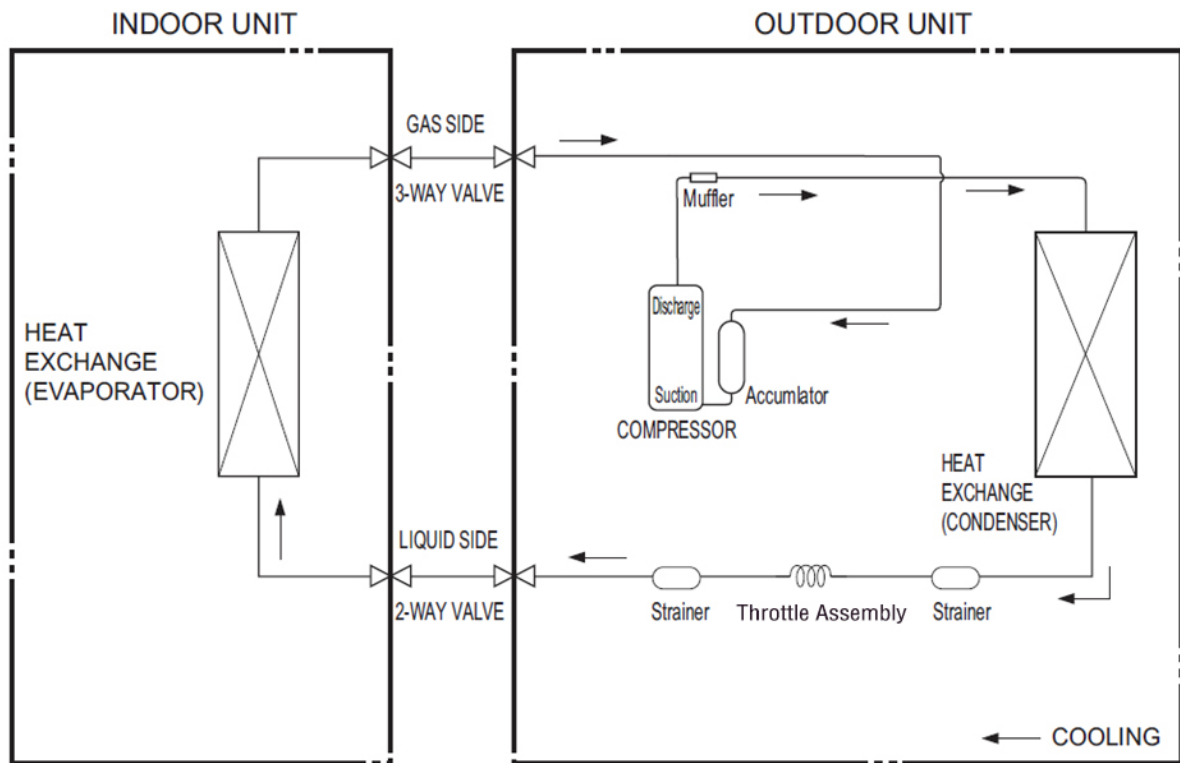 INDOOR UNIT
OUTDOOR UNIT
GAS SIDE
3-WAY VALVE
Muffler
Discharge
Suction
COMPRESSOR
Accumlator
HEAT
EXCHANGE
(EVAPORATOR)
HEAT
EXCHANGE
(CONDENSER)
LIQUID SIDE
2-WAY VALVE
Strainer
Throttle Assembly
Strainer
COOLING